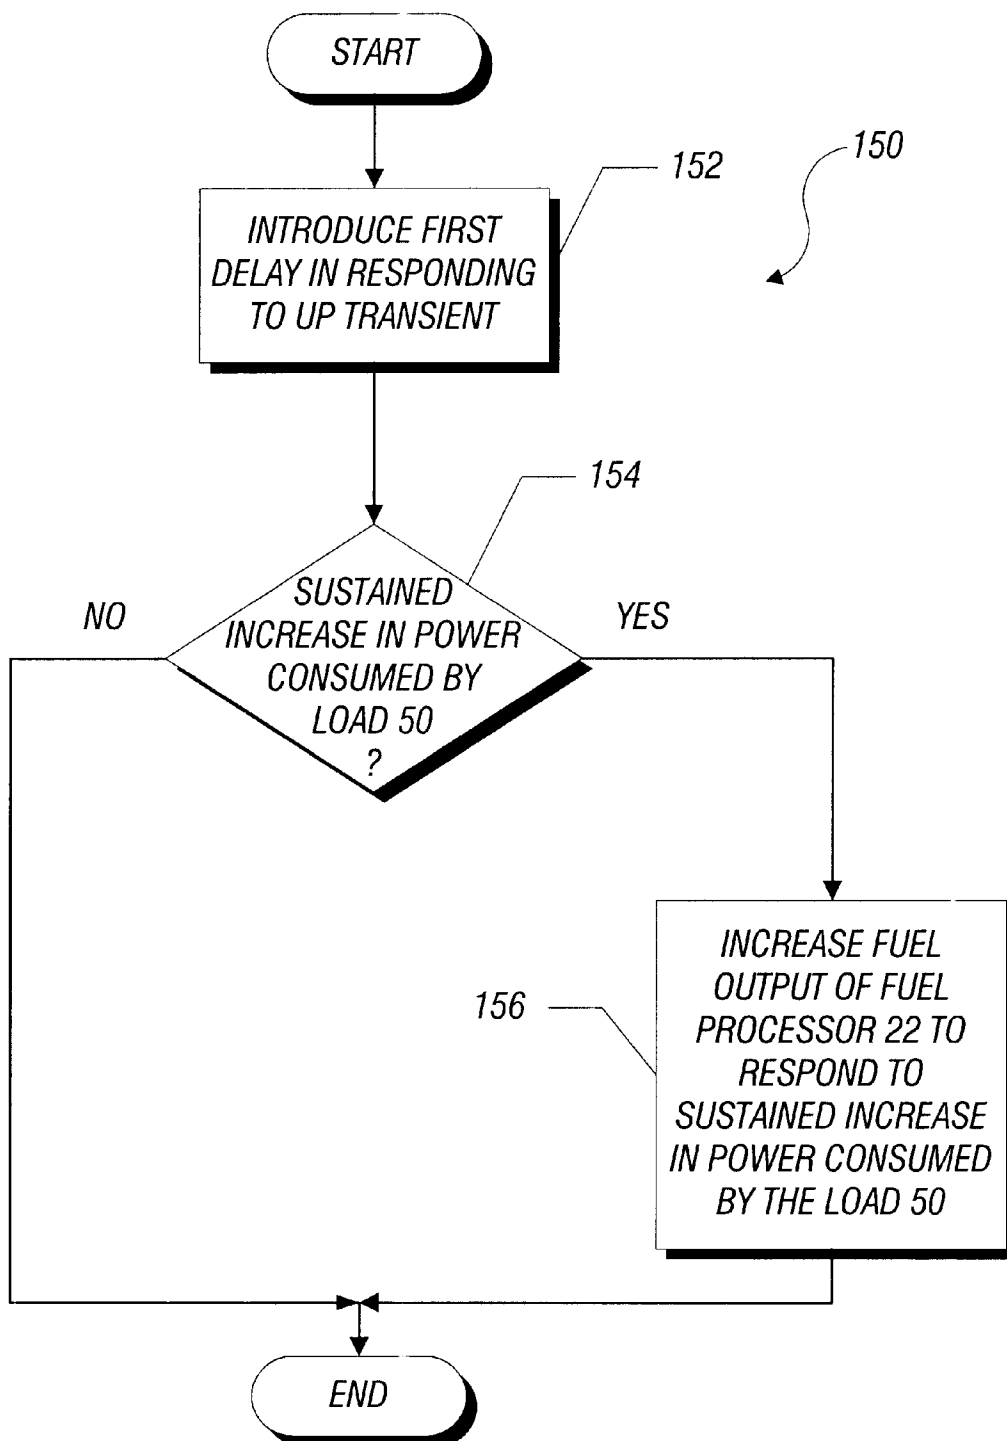 START
152
150
INTRODUCE FIRST
DELAY IN RESPONDING
TO UP TRANSIENT
154
NO
SUSTAINED
INCREASE IN POWER
CONSUMED BY
LOAD 50
?
YES
156
INCREASE FUEL
OUTPUT OF FUEL
PROCESSOR 22 TO
RESPOND TO
SUSTAINED INCREASE
IN POWER CONSUMED
BY THE LOAD 50
END